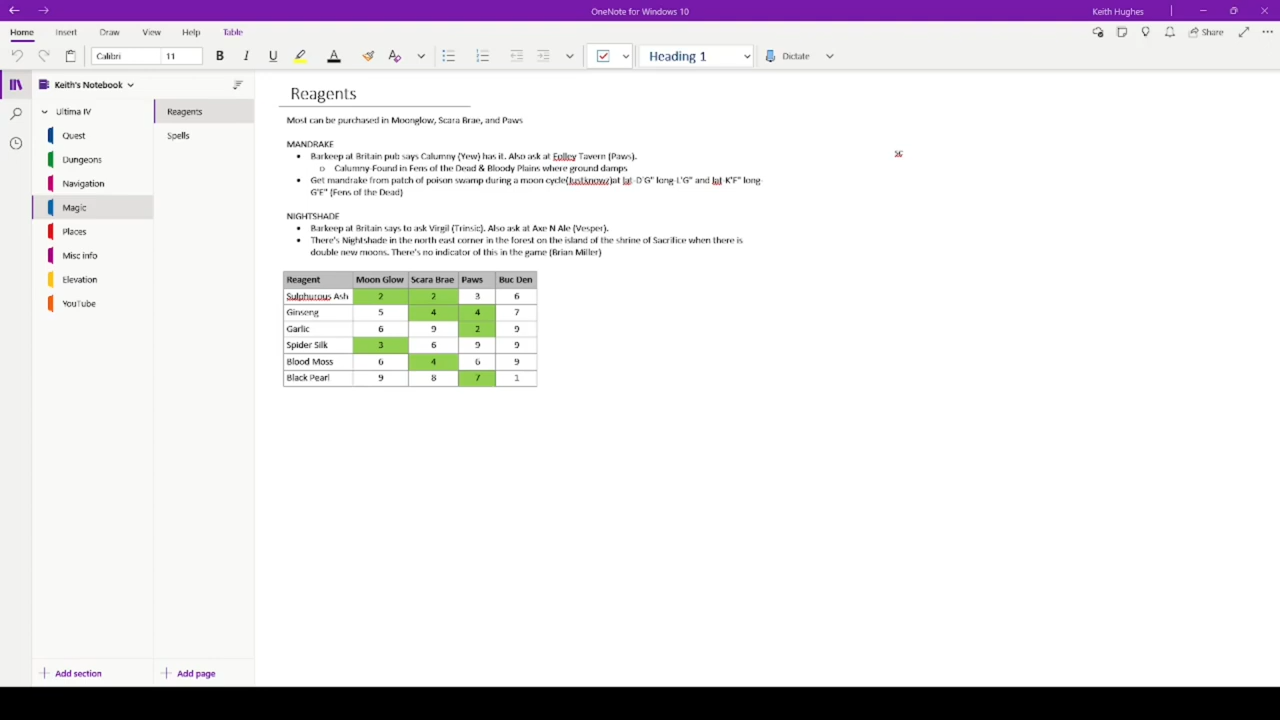 OneNote for Windows 10
Keith Hughes
Home Insert Draw View Help Table
Share
Calibri 11 B I U A Heading 1 Dictate
Keith's Notebook
Ultima IV
Quest
Dungeons
Navigation
Magic
Places
Misc info
Elevation
YouTube
Add section
Reagents
Spells
Add page
Reagents
Most can be purchased in Moonglow, Scara Brae, and Paws
MANDRAKE
• Barkeep at Britain pub says Calumny (Yew) has it. Also ask at Folley Tavern (Paws).
o Calumny-Found in Fens of the Dead & Bloody Plains where ground damps
• Get mandrake from patch of poison swamp during a moon cycle(Justknowz)at lat-D'G" long-L'G" and lat-K'F" long-
G'E" (Fens of the Dead)
NIGHTSHADE
• Barkeep at Britain says to ask Virgil (Trinsic). Also ask at Axe N Ale (Vesper).
• There's Nightshade in the north east corner in the forest on the island of the shrine of Sacrifice when there is
double new moons. There's no indicator of this in the game (Brian Miller)
Reagent Moon Glow Scara Brae Paws Buc Den
Sulphurous Ash 2 2 3 6
Ginseng 5 4 4 7
Garlic 6 9 2 9
Spider Silk 3 6 9 9
Blood Moss 6 4 6 9
Black Pearl 9 8 7 1